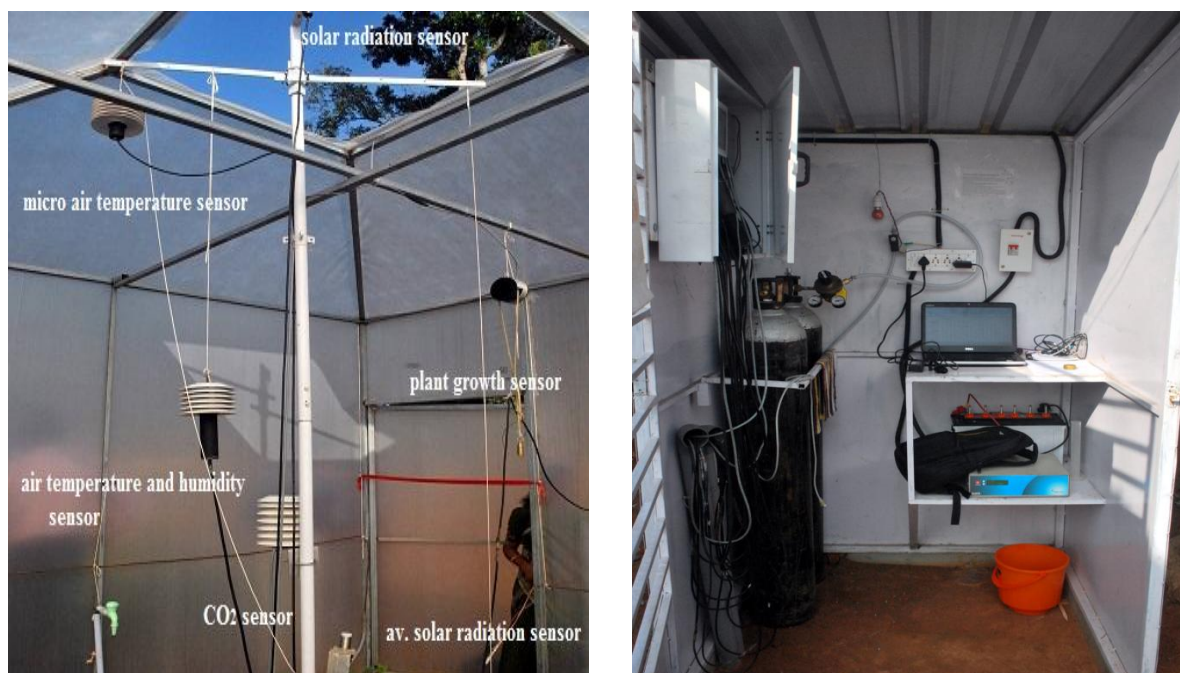 solar radiation sensor
micro air temperature sensor
plant growth sensor
air temperature and humidity
sensor
CO2 sensor
av. solar radiation sensor